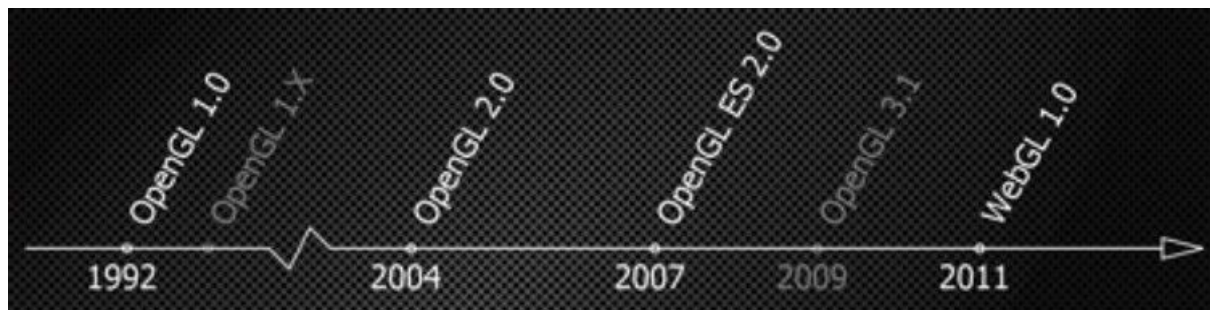 OpenGL 1.0
OpenGL 1.X
OpenGL 2.0
OpenGL ES 2.0
OpenGL 3.1
WebGL 1.0
1992
2004
2007
2009
2011